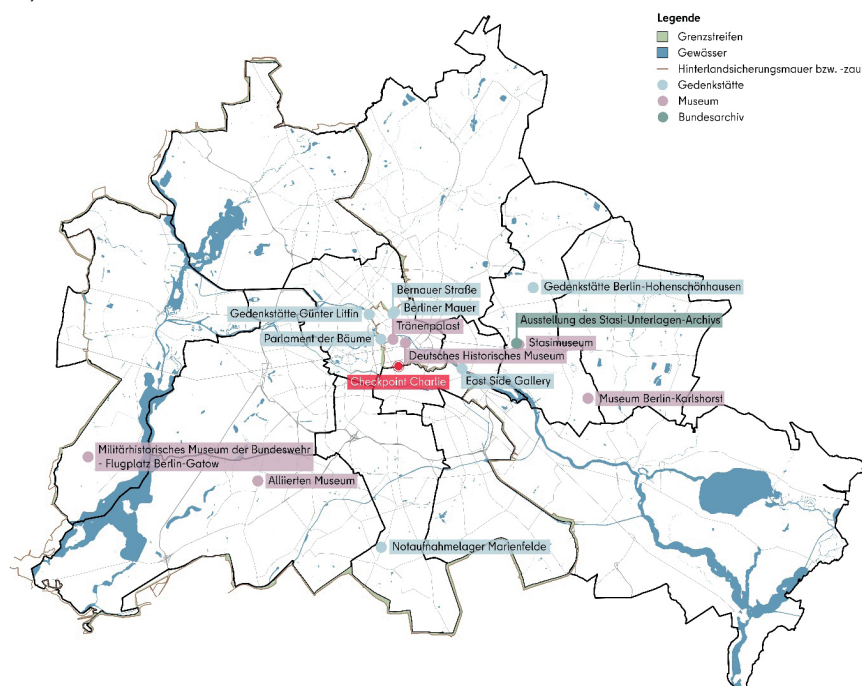 Legende
Grenzstreifen
Gewässer
Hinterlandsicherungsmauer bzw. -zau
Gedenkstätte
Museum
Bundesarchiv
Bernauer Straße
Gedenkstätte Berlin-Hohenschönhausen
Gedenkstätte Günter Litfin
Berliner Mauer
Ausstellung des Stasi-Unterlagen-Archivs
Tränenpalast
Parlament der Bäume
Stasimuseum
Deutsches Historisches Museum
Checkpoint Charlie
East Side Gallery
Museum Berlin-Karlshorst
Militärhistorisches Museum der Bundeswehr
- Flugplatz Berlin-Gatow
Alliierten Museum
Notaufnahmelager Marienfelde